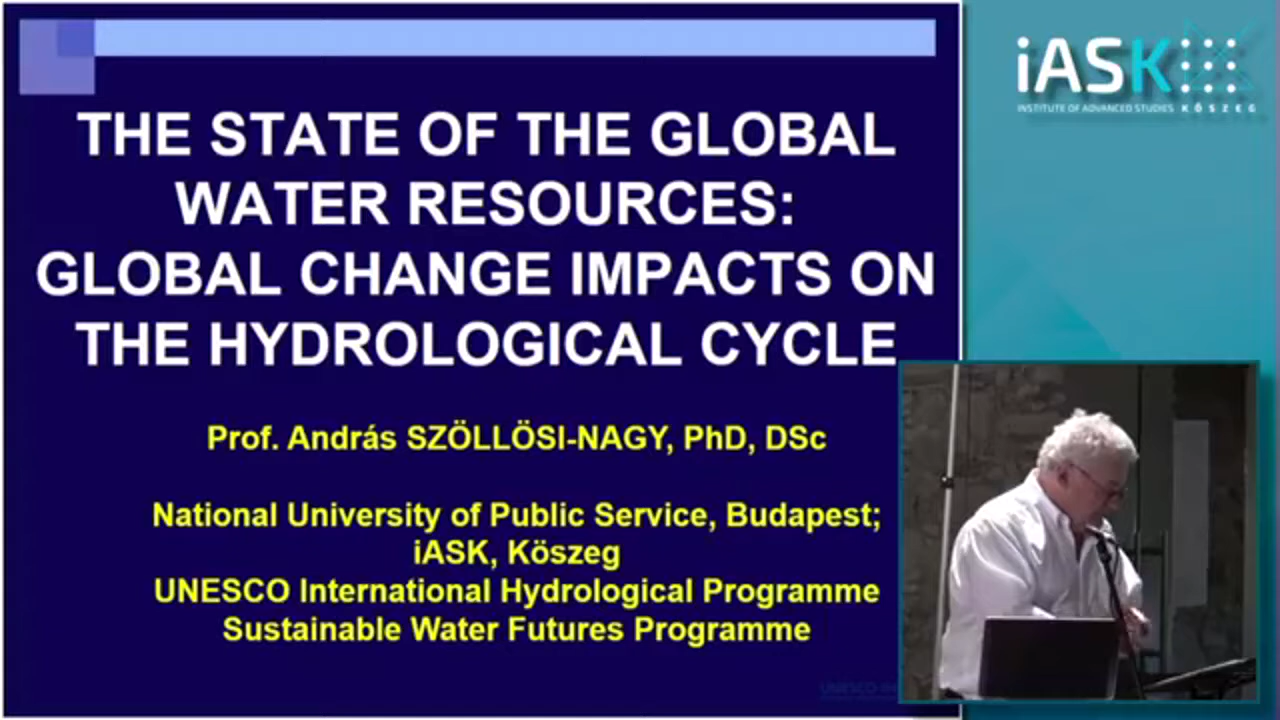 THE STATE OF THE GLOBAL
WATER RESOURCES:
GLOBAL CHANGE IMPACTS ON
THE HYDROLOGICAL CYCLE
Prof. András SZÖLLÖSI-NAGY, PhD, DSc
National University of Public Service, Budapest;
iASK, Köszeg
UNESCO International Hydrological Programme
Sustainable Water Futures Programme
iASK
INSTITUTE OF ADVANCED STUDIES KŐSZEG
UNESCO